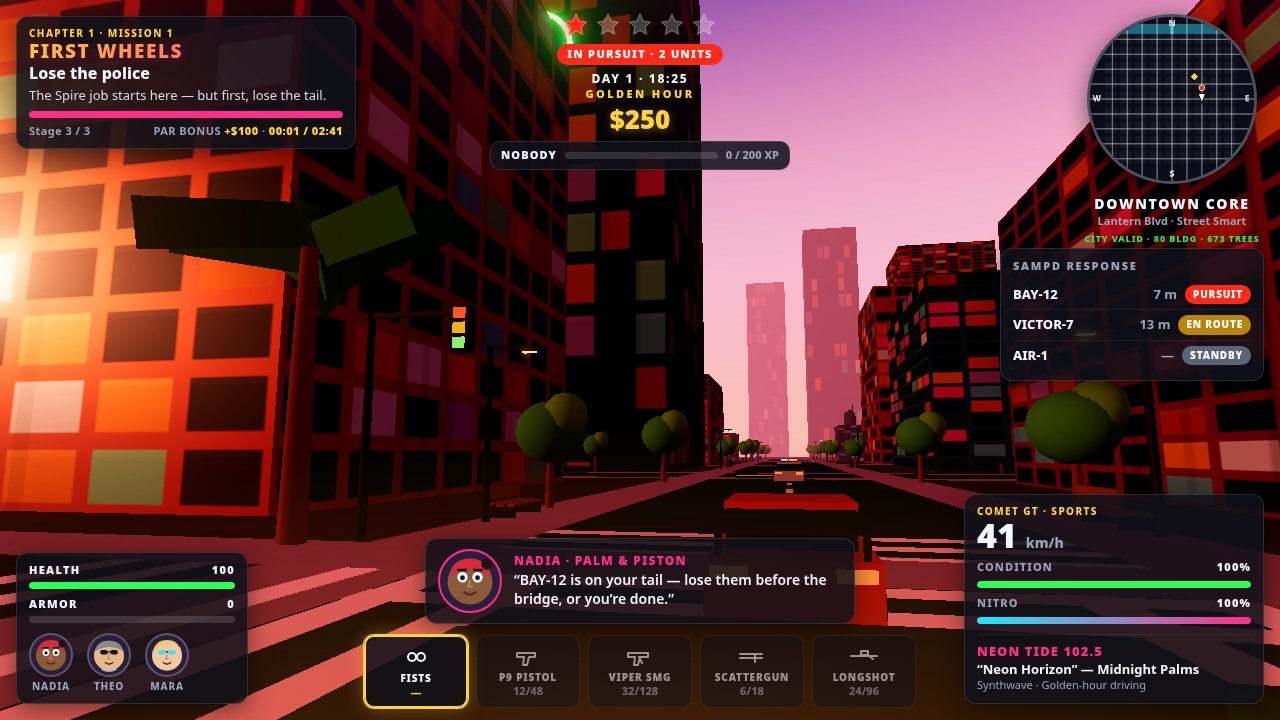 CHAPTER 1 · MISSION 1
FIRST WHEELS
Lose the police
The Spire job starts here — but first, lose the tail.
Stage 3 / 3
PAR BONUS +$100 · 00:01 / 02:41
IN PURSUIT · 2 UNITS
DAY 1 · 18:25
GOLDEN HOUR
$250
NOBODY
0 / 200 XP
N
W
E
S
DOWNTOWN CORE
Lantern Blvd · Street Smart
CITY VALID · 80 BLDG · 673 TREES
SAMPD RESPONSE
BAY-12 7 m PURSUIT
VICTOR-7 13 m EN ROUTE
AIR-1 — STANDBY
HEALTH 100
ARMOR 0
NADIA THEO MARA
NADIA · PALM & PISTON
“BAY-12 is on your tail — lose them before the
bridge, or you’re done.”
FISTS
—
P9 PISTOL
12/48
VIPER SMG
32/128
SCATTERGUN
6/18
LONGSHOT
24/96
COMET GT · SPORTS
41 km/h
CONDITION 100%
NITRO 100%
NEON TIDE 102.5
“Neon Horizon” — Midnight Palms
Synthwave · Golden-hour driving